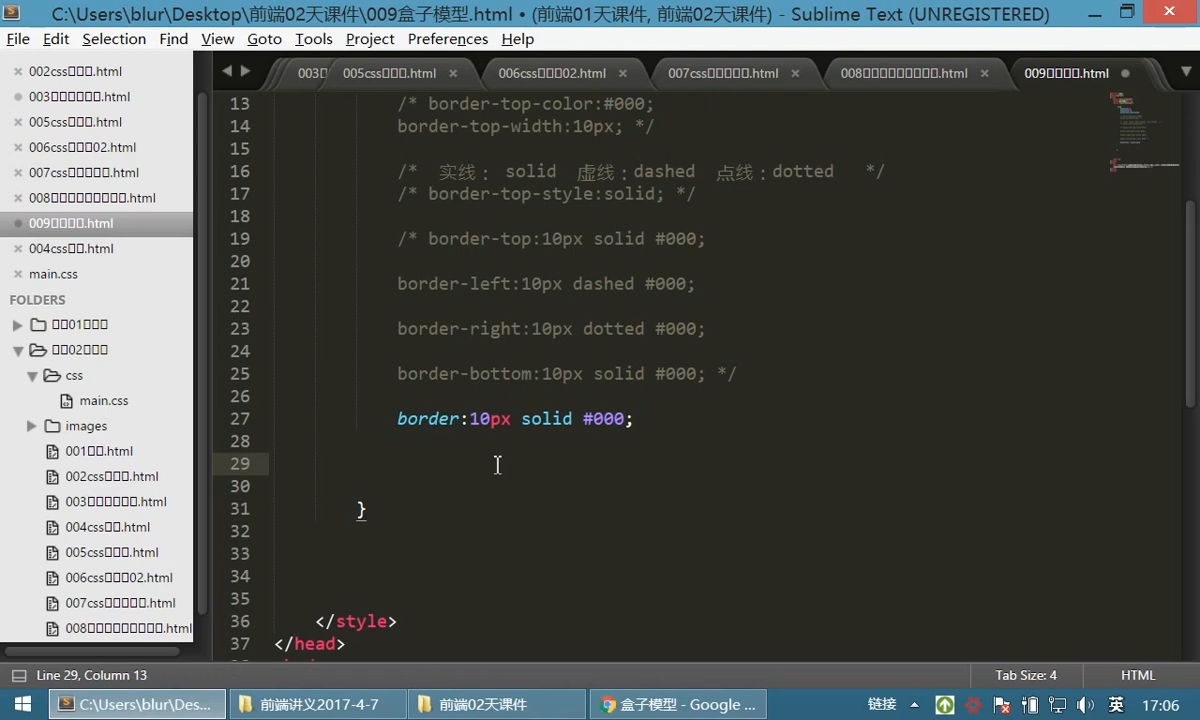 C:\Users\blur\Desktop\前端02天课件\009盒子模型.html • (前端01天课件, 前端02天课件) - Sublime Text (UNREGISTERED)
File Edit Selection Find View Goto Tools Project Preferences Help
003 005css .html 006css 02.html 007css .html 008 .html 009 .html
002css .html
003 .html
005css .html
006css 02.html
007css .html
008 .html
009 .html
004css .html
main.css
FOLDERS
01
02
css
main.css
images
001 .html
002css .html
003 .html
004css .html
005css .html
006css 02.html
007css .html
008 .html
13 /* border-top-color:#000;
14 border-top-width:10px; */
15
16 /* 实线： solid 虚线：dashed 点线：dotted */
17 /* border-top-style:solid; */
18
19 /* border-top:10px solid #000;
20
21 border-left:10px dashed #000;
22
23 border-right:10px dotted #000;
24
25 border-bottom:10px solid #000; */
26
27 border:10px solid #000;
28
29
30
31 }
32
33
34
35
36 </style>
37 </head>
Line 29, Column 13 Tab Size: 4 HTML
C:\Users\blur\Des... 前端讲义2017-4-7 前端02天课件 盒子模型 - Google ... 链接 英 17:06